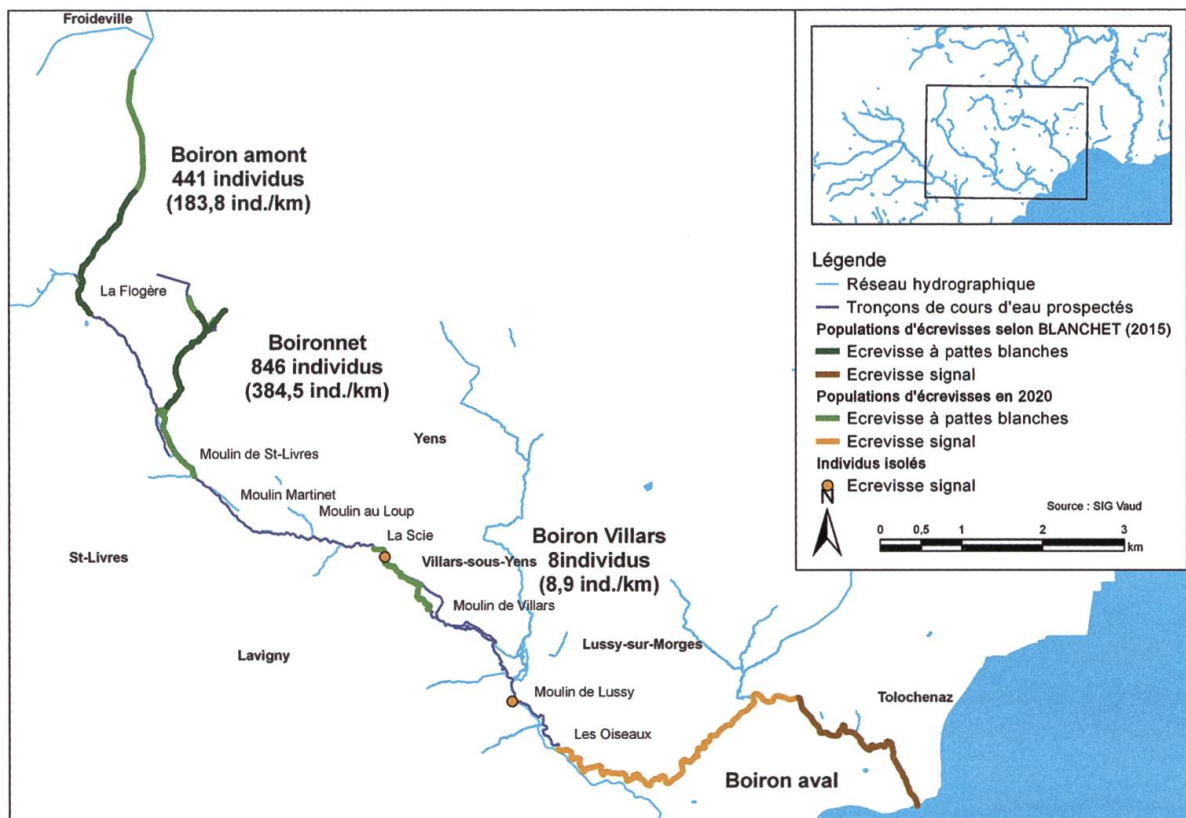 Froideville
Boiron amont
441 individus
(183,8 ind./km)
La Flogère
Boironnet
846 individus
(384,5 ind./km)
Yens
Moulin de St-Livres
Moulin Martinet
Moulin au Loup
La Scie
St-Livres
Villars-sous-Yens
Boiron Villars
8individus
(8,9 ind./km)
Moulin de Villars
Lavigny
Lussy-sur-Morges
Moulin de Lussy
Tolochenaz
Les Oiseaux
Boiron aval
Légende
Réseau hydrographique
Tronçons de cours d'eau prospectés
Populations d'écrevisses selon BLANCHET (2015)
Ecrevisse à pattes blanches
Ecrevisse signal
Populations d'écrevisses en 2020
Ecrevisse à pattes blanches
Ecrevisse signal
Individus isolés
Ecrevisse signal
N
Source : SIG Vaud
0 0,5 1 2 3
km